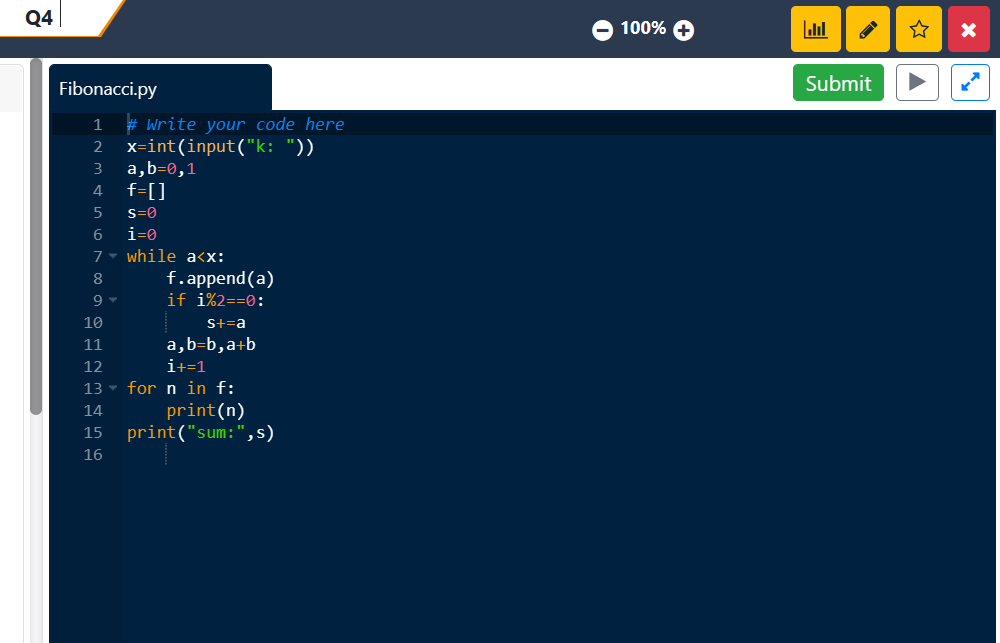 Q4
100%
Submit
Fibonacci.py
1 # Write your code here
2 x=int(input("k: "))
3 a,b=0,1
4 f=[]
5 s=0
6 i=0
7 while a<x:
8     f.append(a)
9     if i%2==0:
10         s+=a
11     a,b=b,a+b
12     i+=1
13 for n in f:
14     print(n)
15 print("sum:",s)
16